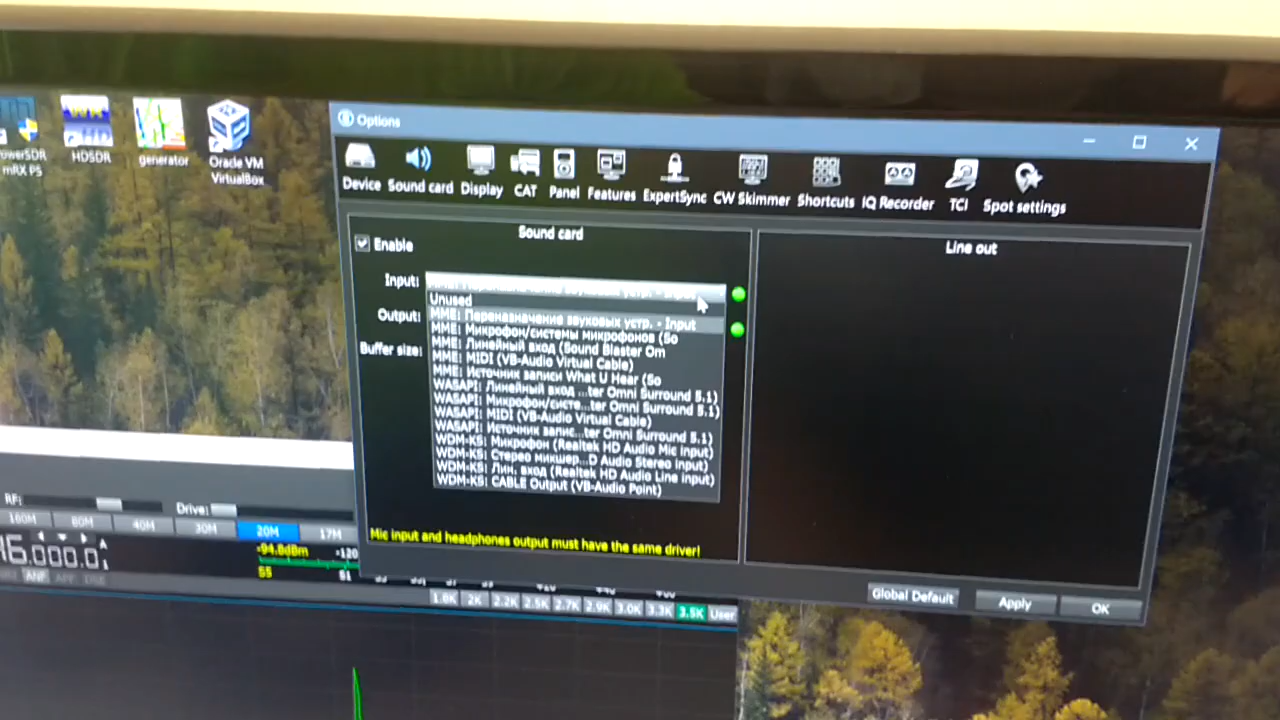 mRX PS
HDSDR
generator
Oracle VM
VirtualBox
Options
Device Sound card Display CAT Panel Features ExpertSync CW Skimmer Shortcuts IQ Recorder TCI Spot settings
Sound card
Line out
Enable
Input:
Output:
Buffer size:
Unused
MME: Переназначение звуковых устр. - Input
MME: Микрофон/системы микрофонов (So
MME: Линейный вход (Sound Blaster Om
MME: MIDI (VB-Audio Virtual Cable)
MME: Источник записи What U Hear (So
WASAPI: Линейный вход ...ter Omni Surround 5.1)
WASAPI: Микрофон/систе...ter Omni Surround 5.1)
WASAPI: MIDI (VB-Audio Virtual Cable)
WASAPI: Источник запис...ter Omni Surround 5.1)
WDM-KS: Микрофон (Realtek HD Audio Mic input)
WDM-KS: Стерео микшер...D Audio Stereo input)
WDM-KS: Лин. вход (Realtek HD Audio Line input)
WDM-KS: CABLE Output (VB-Audio Point)
Mic input and headphones output must have the same driver!
Global Default Apply OK
RF:
Drive:
160M 80M 40M 30M 20M 17M
-94.8dBm -120
S5 S1
ANF
1.8K 2K 2.2K 2.5K 2.7K 2.9K 3.0K 3.3K 3.5K User